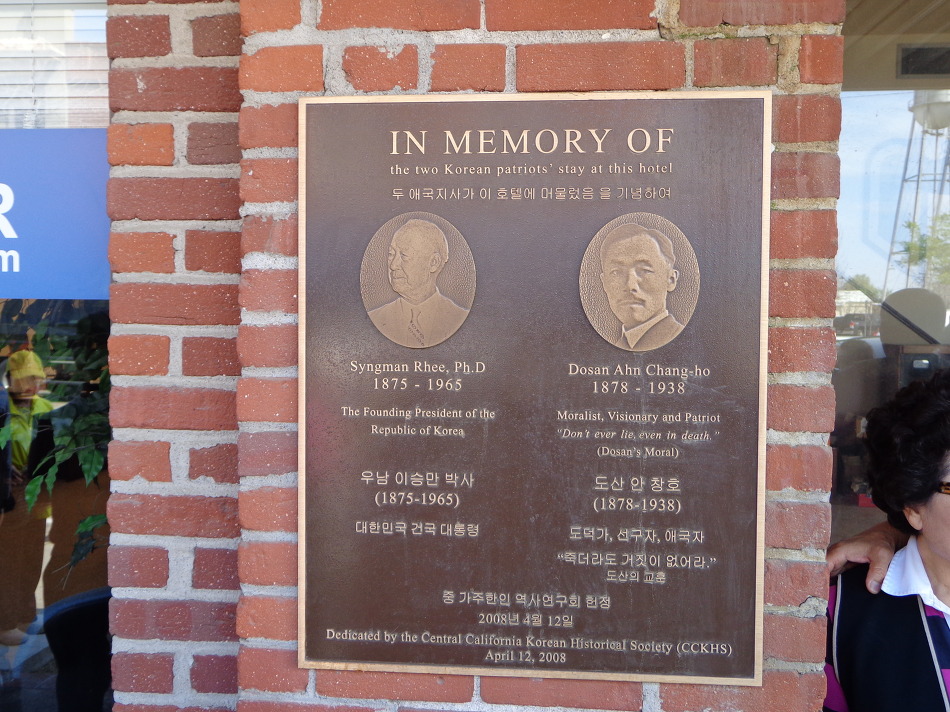 R
m
IN MEMORY OF
the two Korean patriots' stay at this hotel
두 애국지사가 이 호텔에 머물렀음 을 기념하여
Syngman Rhee, Ph.D
1875 - 1965
The Founding President of the
Republic of Korea
우남 이승만 박사
(1875-1965)
대한민국 건국 대통령
Dosan Ahn Chang-ho
1878 - 1938
Moralist, Visionary and Patriot
"Don't ever lie, even in death."
(Dosan's Moral)
도산 안 창호
(1878-1938)
도덕가, 선구자, 애국자
“죽더라도 거짓이 없어라.”
도산의 교훈
중 가주한인 역사연구회 헌정
2008년 4월 12일
Dedicated by the Central California Korean Historical Society (CCKHS)
April 12, 2008